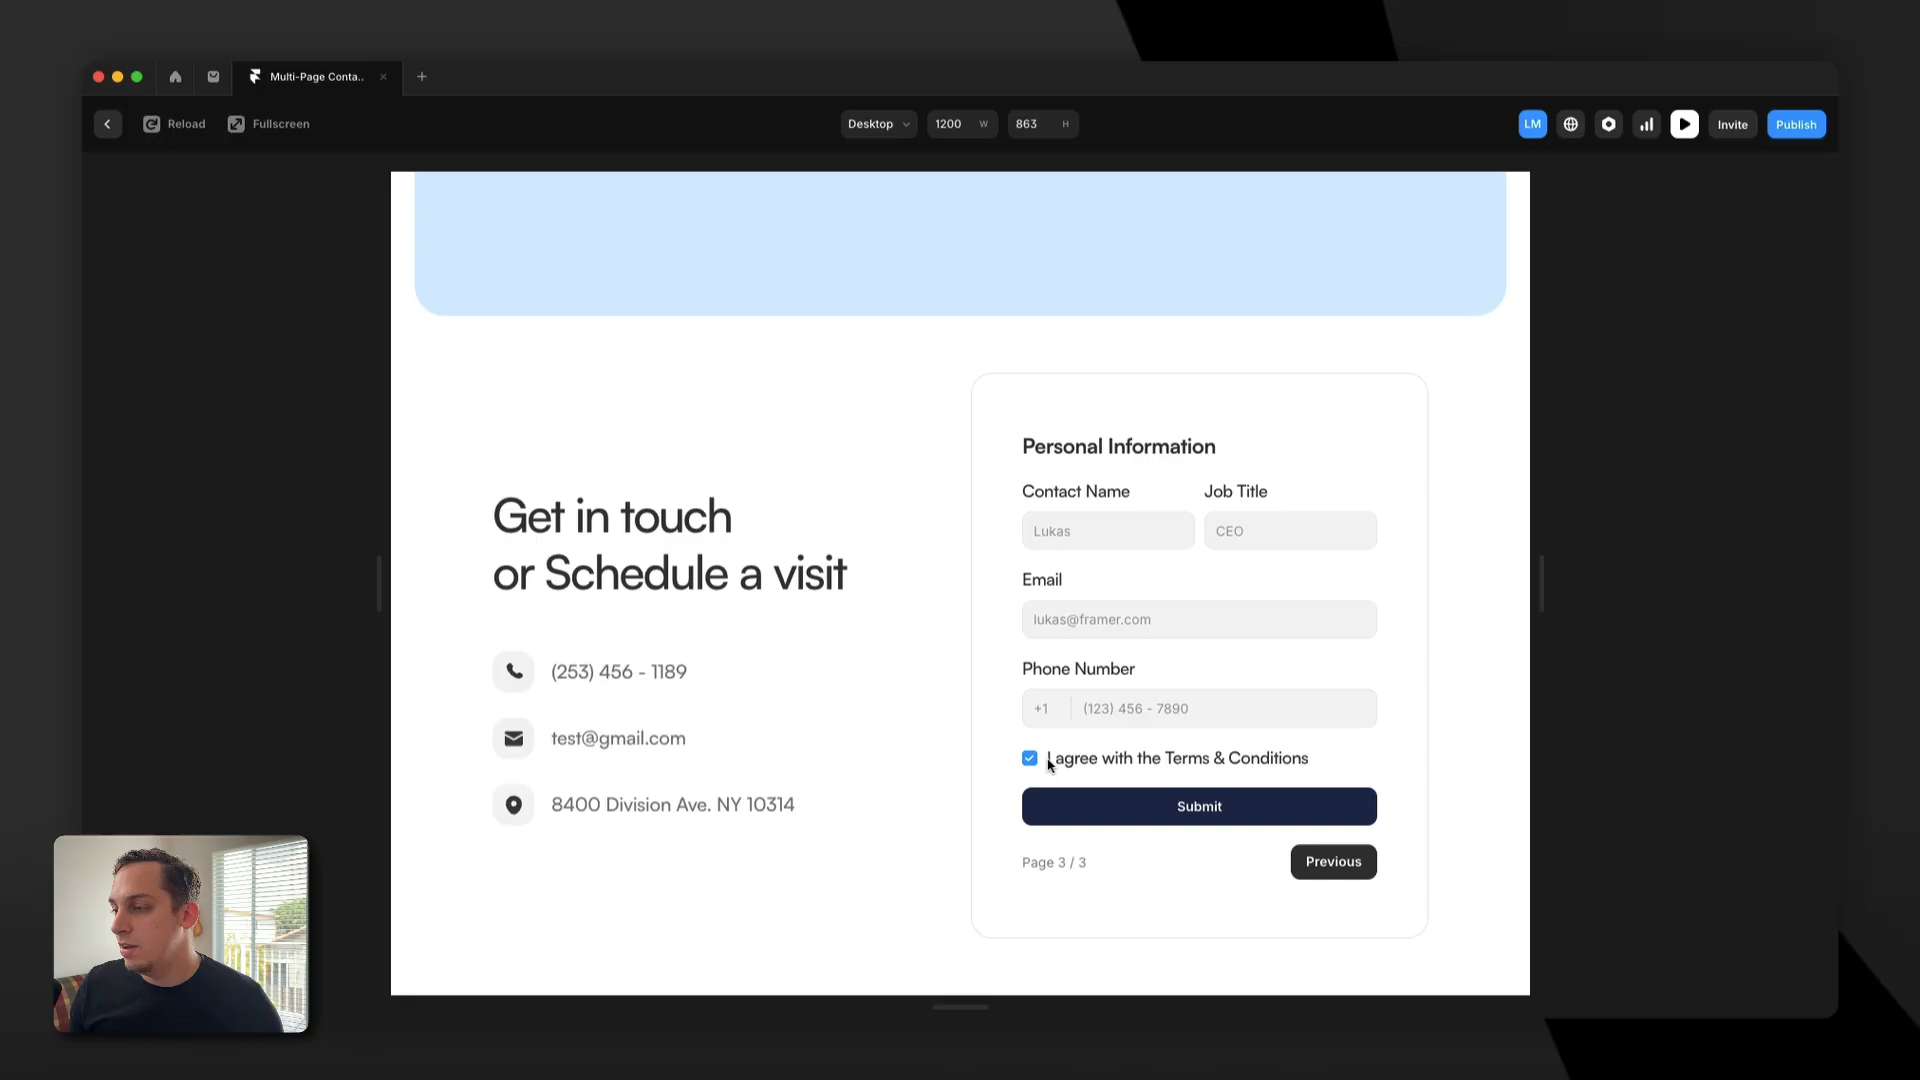 Multi-Page Conta..
Reload
Fullscreen
Desktop
1200 W
863 H
LM
Invite
Publish
Get in touch
or Schedule a visit
(253) 456 - 1189
test@gmail.com
8400 Division Ave. NY 10314
Personal Information
Contact Name
Job Title
Lukas
CEO
Email
lukas@framer.com
Phone Number
+1
(123) 456 - 7890
I agree with the Terms & Conditions
Submit
Page 3 / 3
Previous